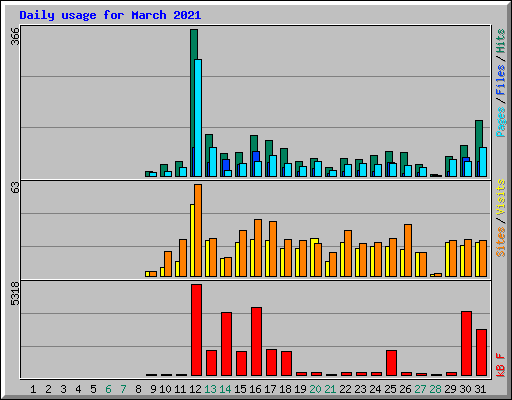 Daily usage for March 2021
366
Pages / Files / Hits
63
Sites / Visits
5318
kB F
1 2 3 4 5 6 7 8 9 10 11 12 13 14 15 16 17 18 19 20 21 22 23 24 25 26 27 28 29 30 31